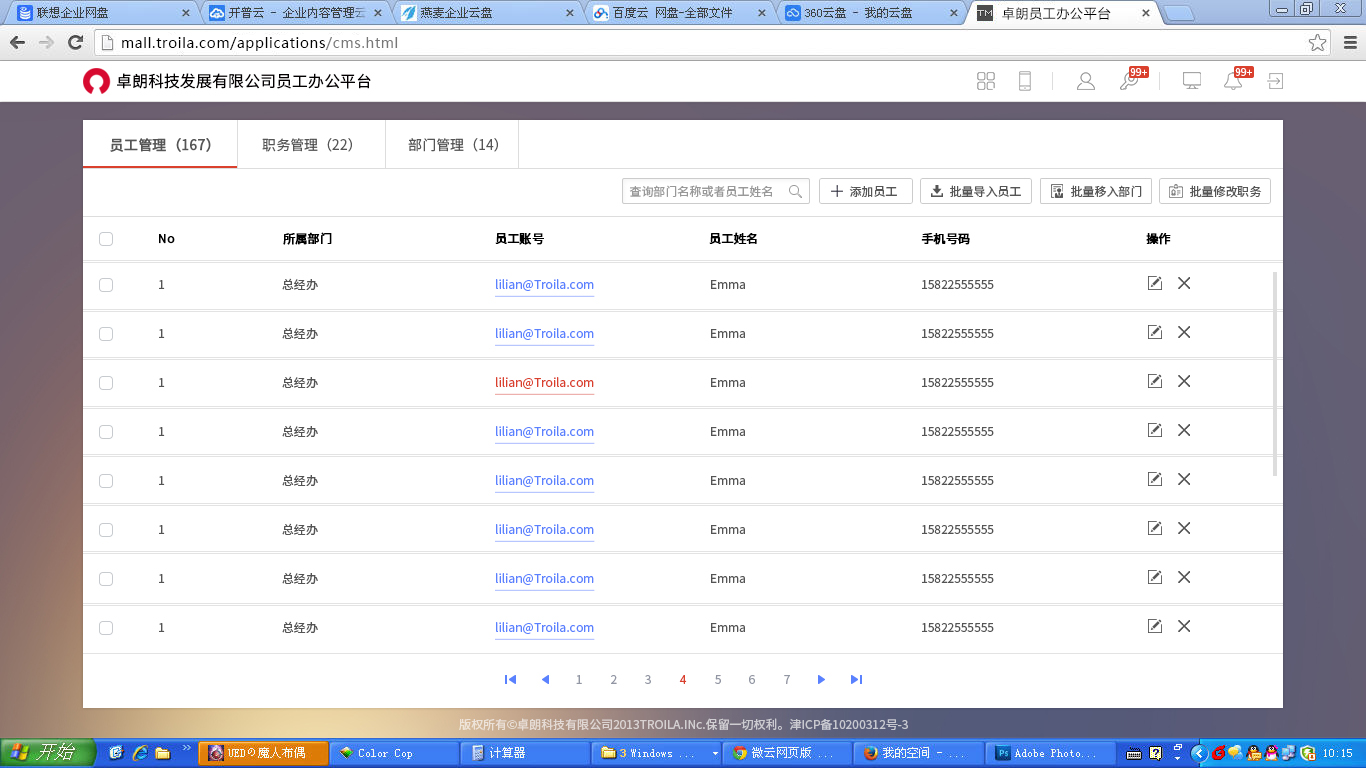 联想企业网盘
开普云 - 企业内容管理云
燕麦企业云盘
百度云 网盘-全部文件
360云盘 - 我的云盘
TM
卓朗员工办公平台
mall.troila.com/applications/cms.html
卓朗科技发展有限公司员工办公平台
99+
99+
员工管理（167）
职务管理（22）
部门管理（14）
查询部门名称或者员工姓名
添加员工
批量导入员工
批量移入部门
批量修改职务
No 所属部门 员工账号 员工姓名 手机号码 操作
1 总经办 lilian@Troila.com Emma 15822555555
1 总经办 lilian@Troila.com Emma 15822555555
1 总经办 lilian@Troila.com Emma 15822555555
1 总经办 lilian@Troila.com Emma 15822555555
1 总经办 lilian@Troila.com Emma 15822555555
1 总经办 lilian@Troila.com Emma 15822555555
1 总经办 lilian@Troila.com Emma 15822555555
1 总经办 lilian@Troila.com Emma 15822555555
1 2 3 4 5 6 7
版权所有©卓朗科技有限公司2013TROILA.INc.保留一切权利。津ICP备10200312号-3
开始
UEDの魔人布偶
Color Cop
计算器
3 Windows ...
微云网页版 ...
我的空间 - ...
Ps
Adobe Photo...
10:15